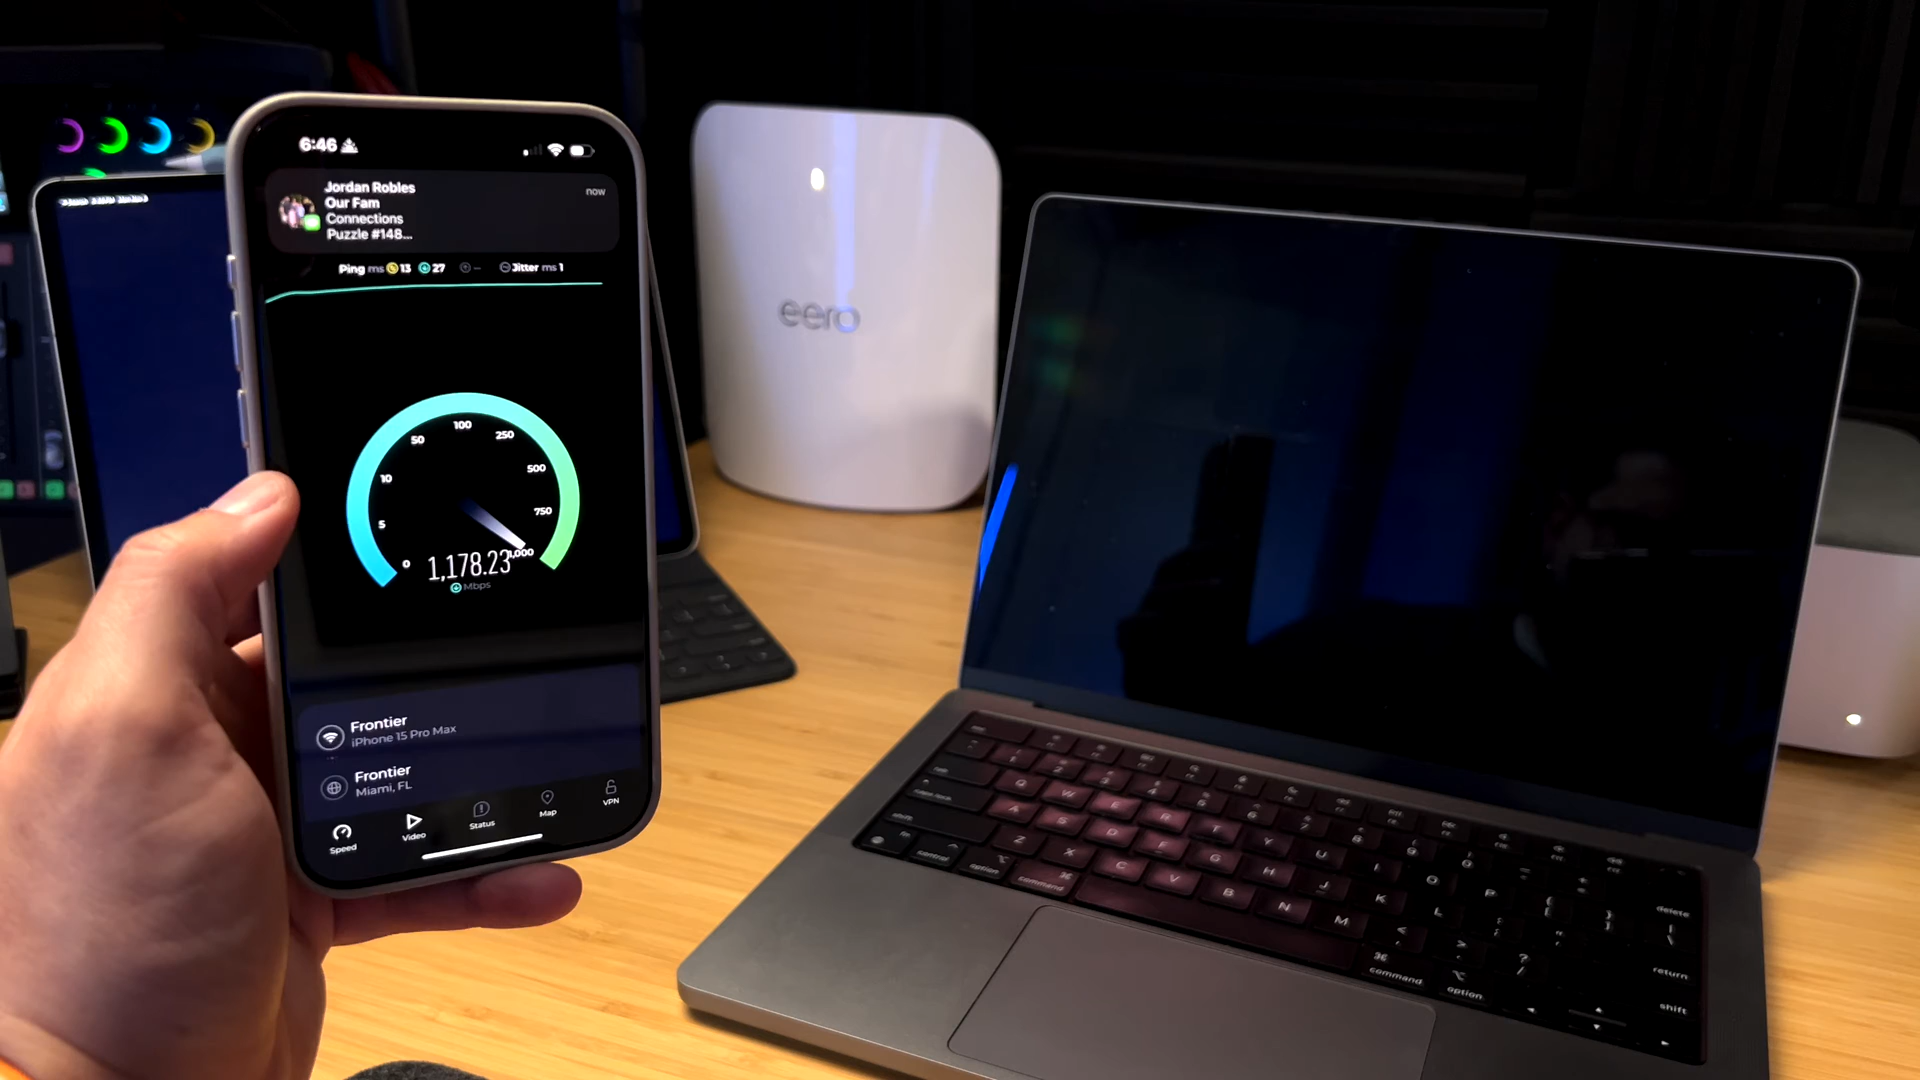 6:46
Jordan Robles
now
Our Fam
Connections
Puzzle #148...
Ping ms 13 27 – Jitter ms 1
0
5
10
50
100
250
500
750
1,000
1,178.23
Mbps
Frontier
iPhone 15 Pro Max
Frontier
Miami, FL
Speed
Video
Status
Map
VPN
eero
Q W E R T Y U I O P
A S D F G H J K L
Z X C V B N M
control
option
command
command
option
delete
return
shift